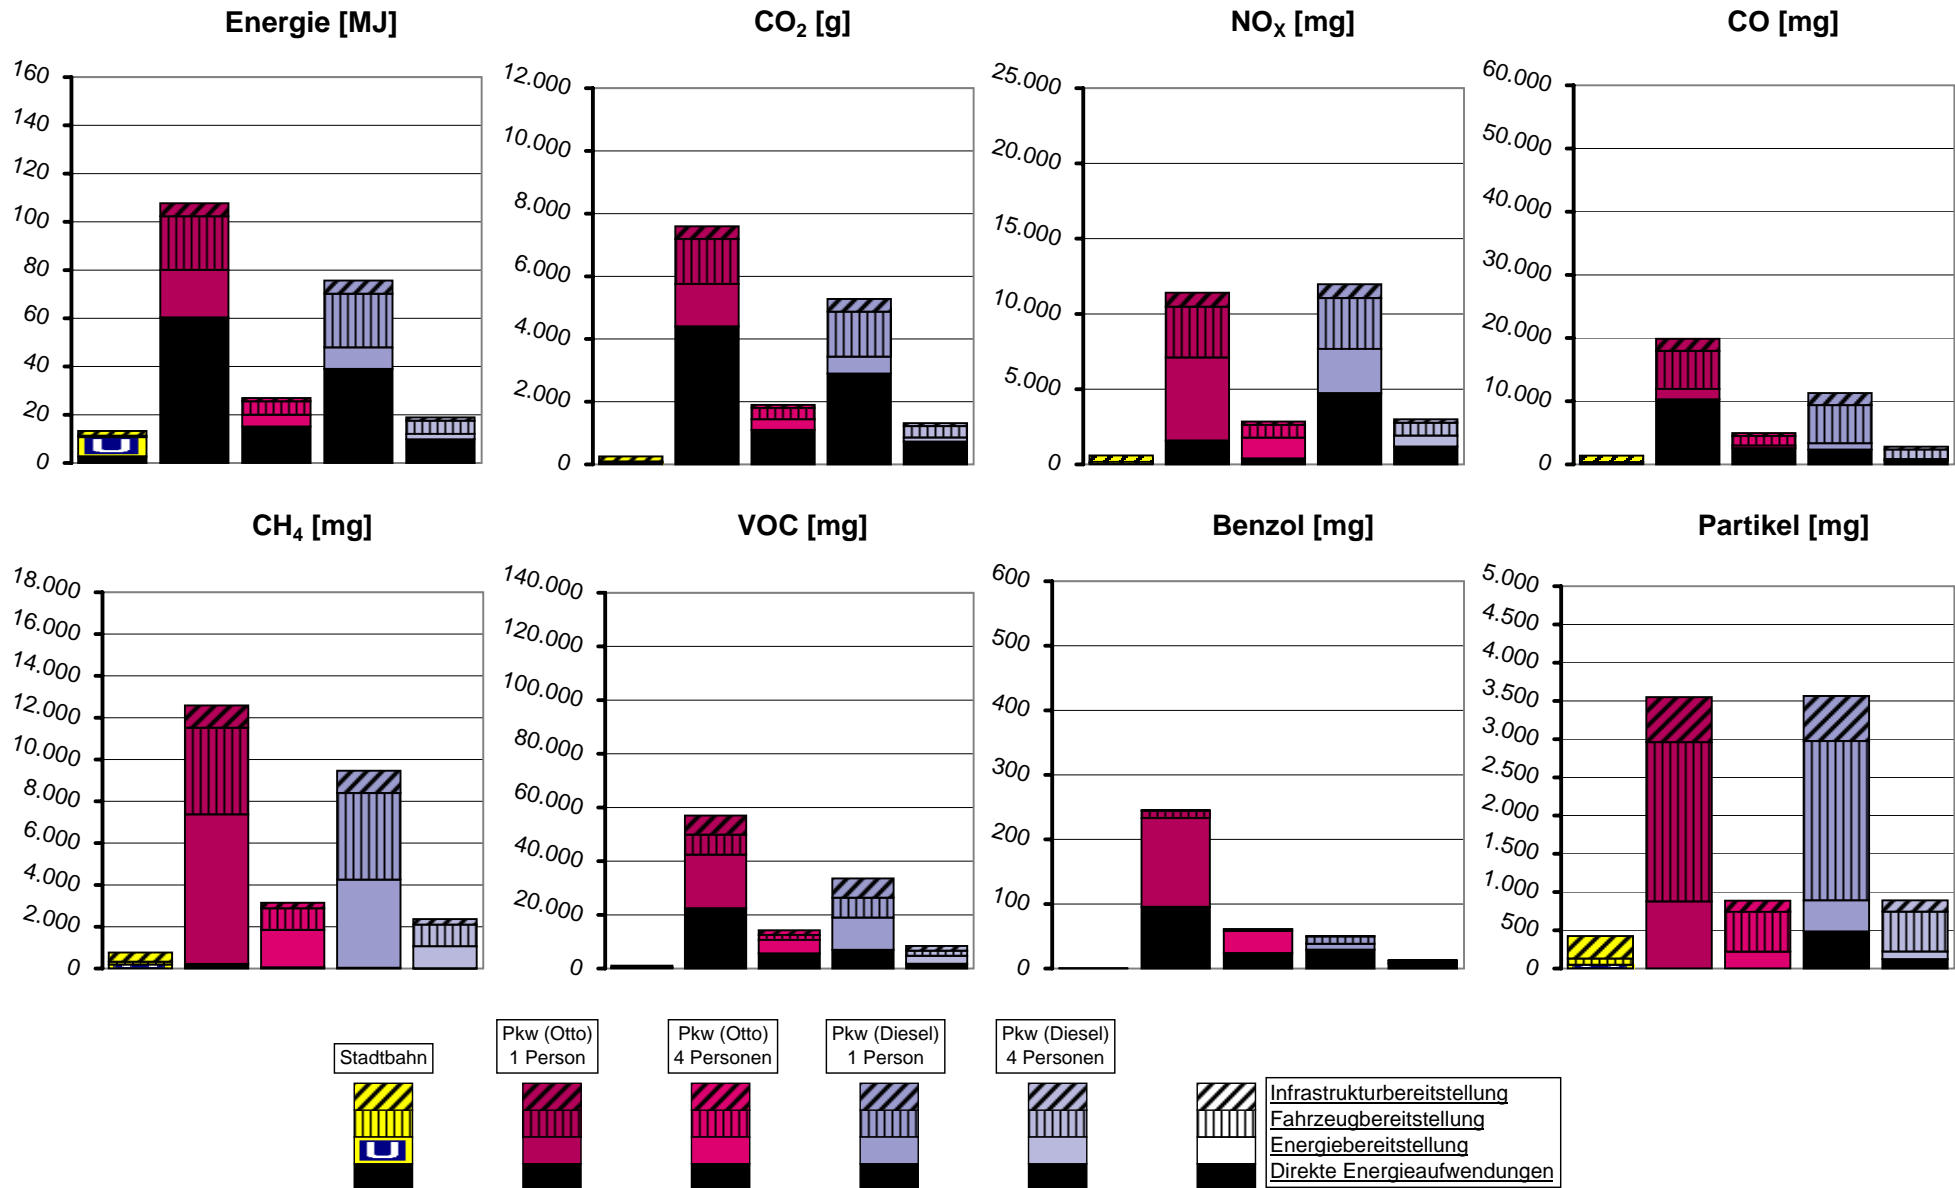 Energie [MJ]
CO₂ [g]
NOₓ [mg]
CO [mg]
160
140
120
100
80
60
40
20
0
12.000
10.000
8.000
6.000
4.000
2.000
0
25.000
20.000
15.000
10.000
5.000
0
60.000
50.000
40.000
30.000
20.000
10.000
0
U
CH₄ [mg]
VOC [mg]
Benzol [mg]
Partikel [mg]
18.000
16.000
14.000
12.000
10.000
8.000
6.000
4.000
2.000
0
140.000
120.000
100.000
80.000
60.000
40.000
20.000
0
600
500
400
300
200
100
0
5.000
4.500
4.000
3.500
3.000
2.500
2.000
1.500
1.000
500
0
Stadtbahn
Pkw (Otto)
1 Person
Pkw (Otto)
4 Personen
Pkw (Diesel)
1 Person
Pkw (Diesel)
4 Personen
U
Infrastrukturbereitstellung
Fahrzeugbereitstellung
Energiebereitstellung
Direkte Energieaufwendungen